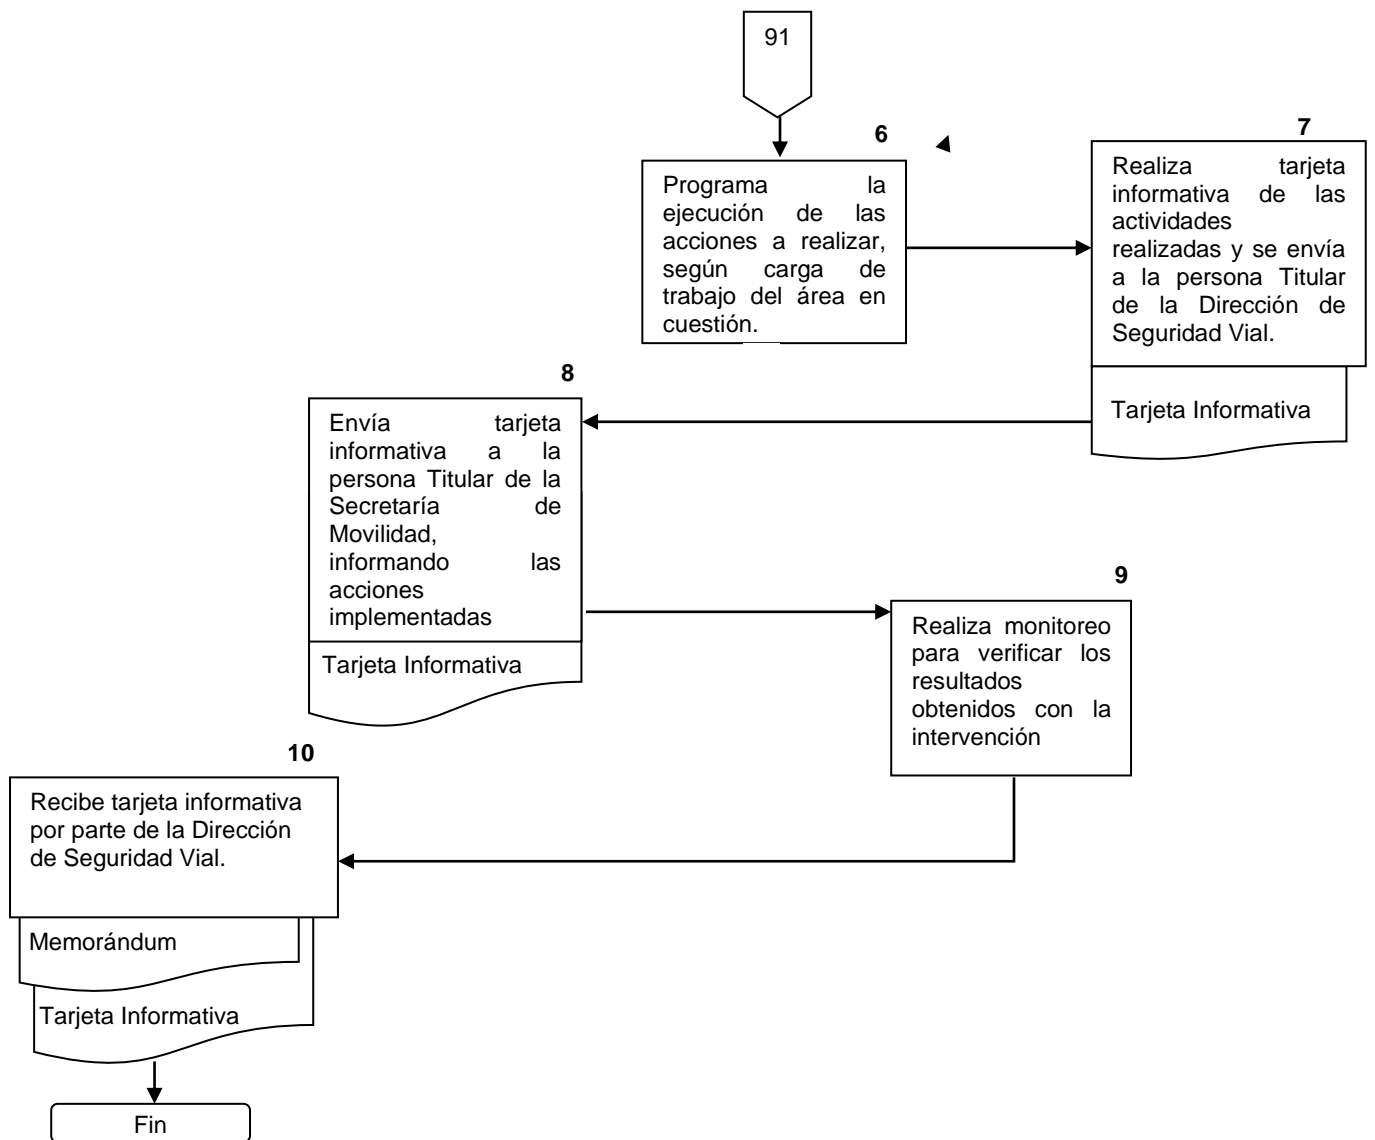 91
6
Programa la
ejecución de las
acciones a realizar,
según carga de
trabajo del área en
cuestión.
7
Realiza tarjeta
informativa de las
actividades
realizadas y se envía
a la persona Titular
de la Dirección de
Seguridad Vial.
Tarjeta Informativa
8
Envía tarjeta
informativa a la
persona Titular de la
Secretaría de
Movilidad,
informando las
acciones
implementadas
Tarjeta Informativa
9
Realiza monitoreo
para verificar los
resultados
obtenidos con la
intervención
10
Recibe tarjeta informativa
por parte de la Dirección
de Seguridad Vial.
Memorándum
Tarjeta Informativa
Fin